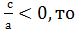 с/а < 0, то